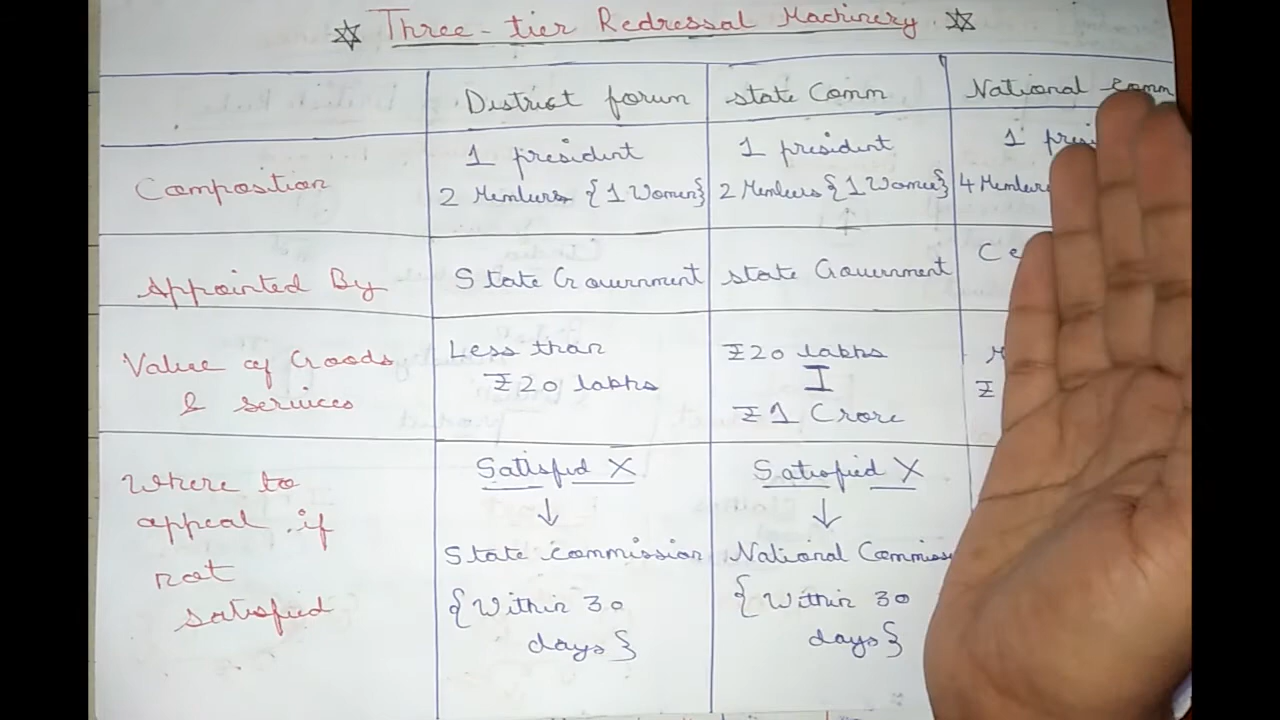 Three-tier Redressal Machinery
District forum state Comm National Comm
Composition
1 president
2 Members {1 Women}
1 president
2 Members {1 Women}
1
4 Members
Appointed By
State Government
state Government
Value of Goods
& services
Less than
₹20 lakhs
₹20 lakhs
₹1 Crore
₹
Where to
appeal if
not
satisfied
Satisfied X
↓
State commission
{Within 30
days}
Satisfied X
↓
National
{Within 30
days}